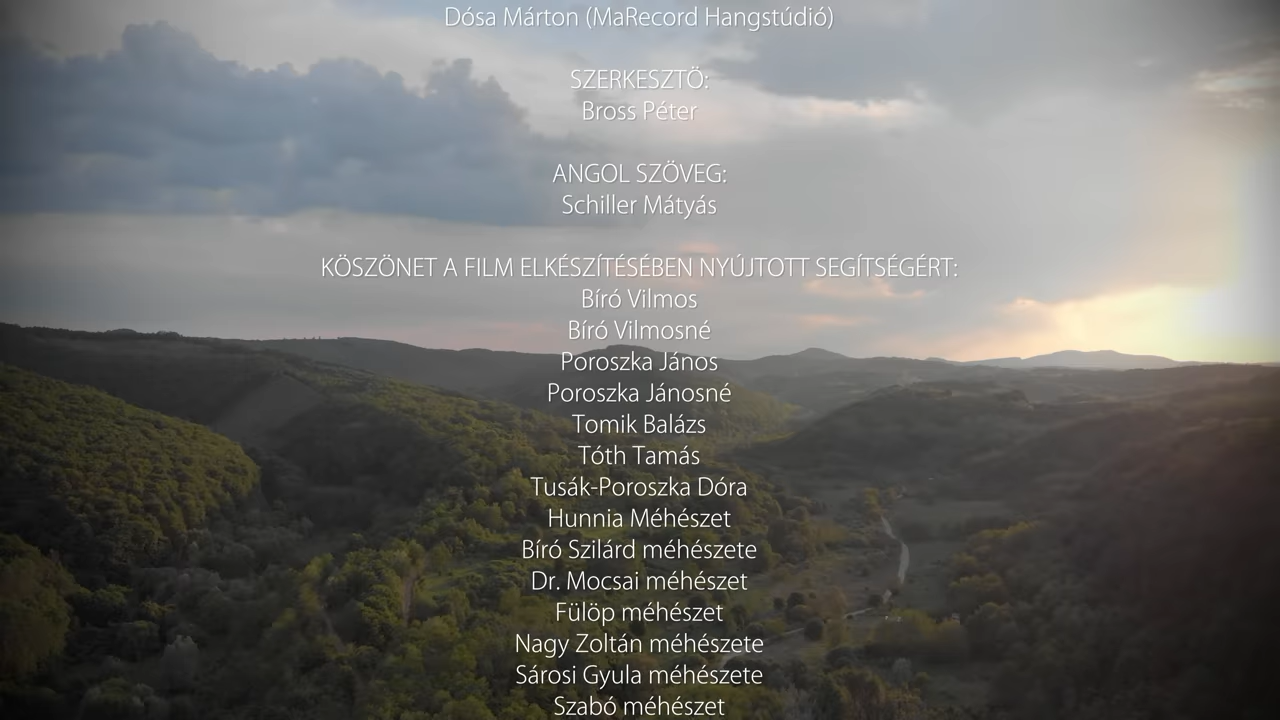 Dósa Márton (MaRecord Hangstúdió)
SZERKESZTÖ:
Bross Péter
ANGOL SZÖVEG:
Schiller Mátyás
KÖSZÖNET A FILM ELKÉSZÍTÉSÉBEN NYÚJTOTT SEGÍTSÉGÉRT:
Bíró Vilmos
Bíró Vilmosné
Poroszka János
Poroszka Jánosné
Tomik Balázs
Tóth Tamás
Tusák-Poroszka Dóra
Hunnia Méhészet
Bíró Szilárd méhészete
Dr. Mocsai méhészet
Fülöp méhészet
Nagy Zoltán méhészete
Sárosi Gyula méhészete
Szabó méhészet